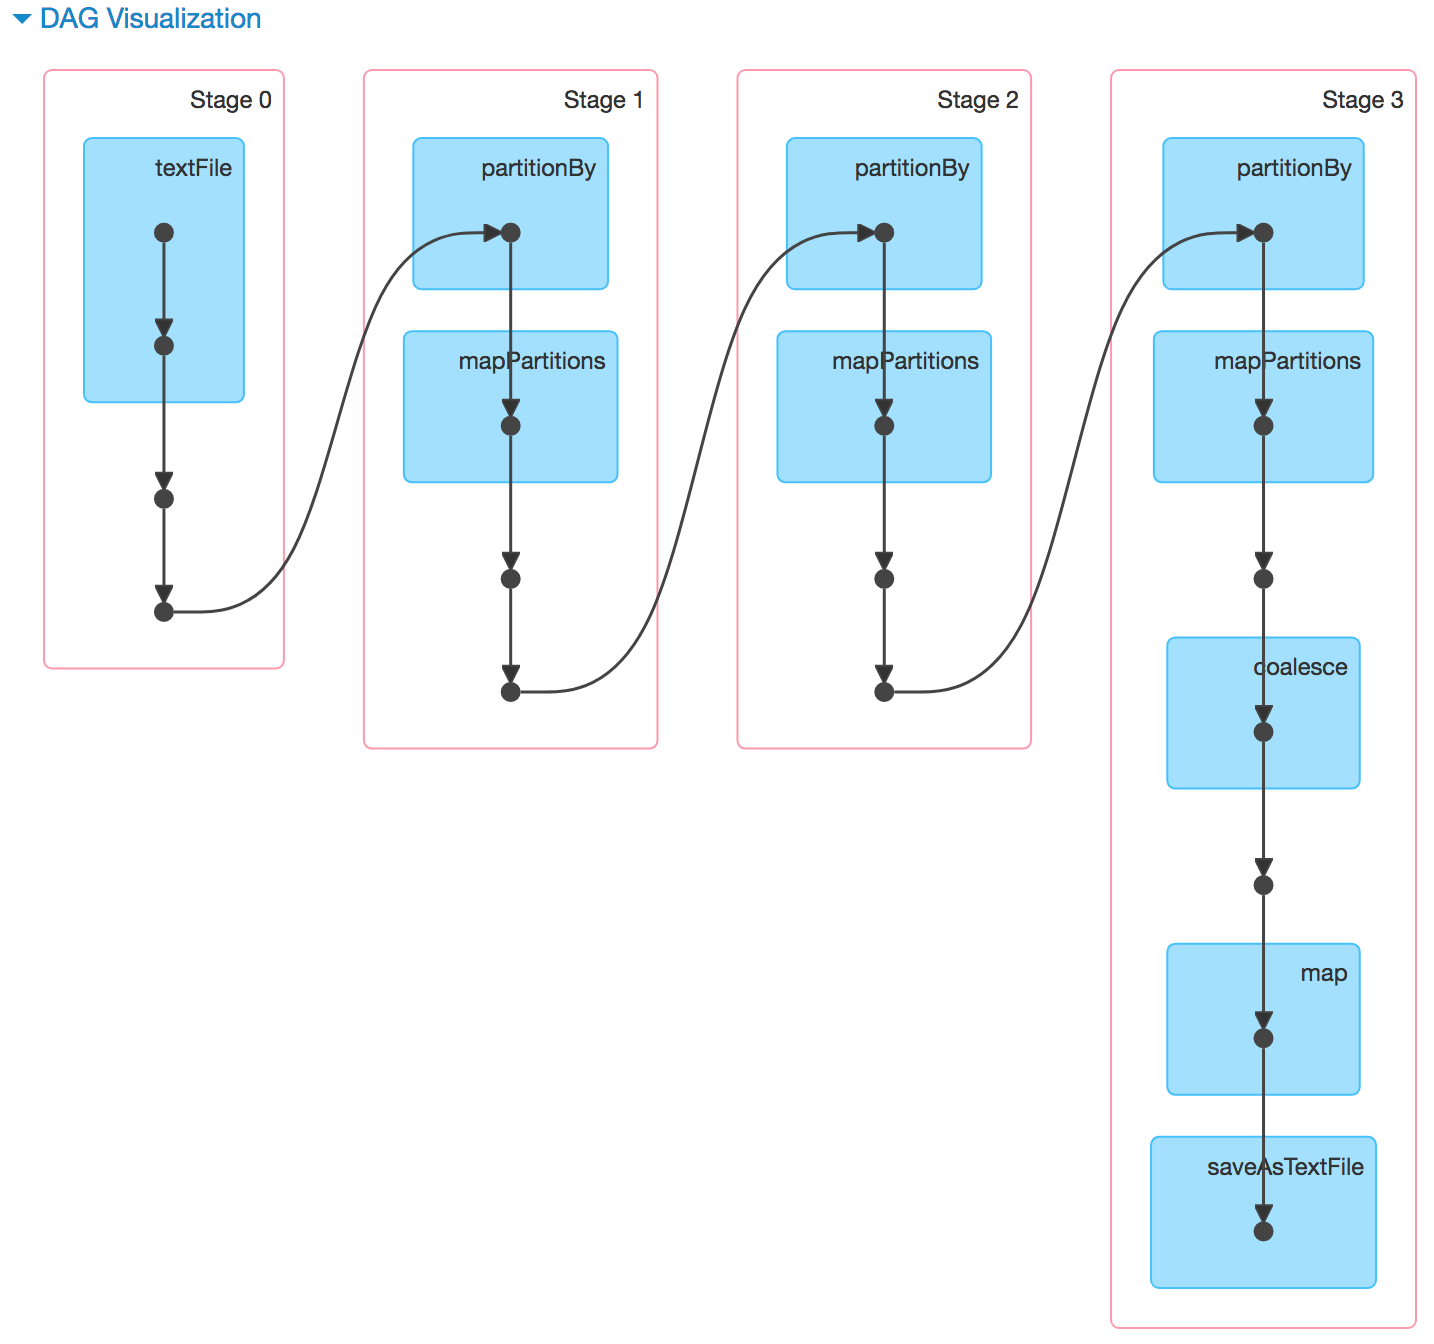 DAG Visualization
Stage 0
textFile
Stage 1
partitionBy
mapPartitions
Stage 2
partitionBy
mapPartitions
Stage 3
partitionBy
mapPartitions
coalesce
map
saveAsTextFile